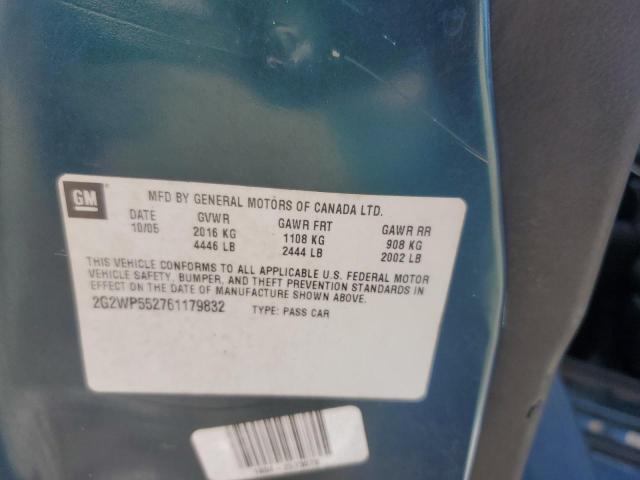 GM
MFD BY GENERAL MOTORS OF CANADA LTD.
DATE GVWR GAWR FRT GAWR RR
10/05 2016 KG 1108 KG 908 KG
4446 LB 2444 LB 2002 LB
THIS VEHICLE CONFORMS TO ALL APPLICABLE U.S. FEDERAL MOTOR
VEHICLE SAFETY, BUMPER, AND THEFT PREVENTION STANDARDS IN
EFFECT ON THE DATE OF MANUFACTURE SHOWN ABOVE.
2G2WP552761179832 TYPE: PASS CAR